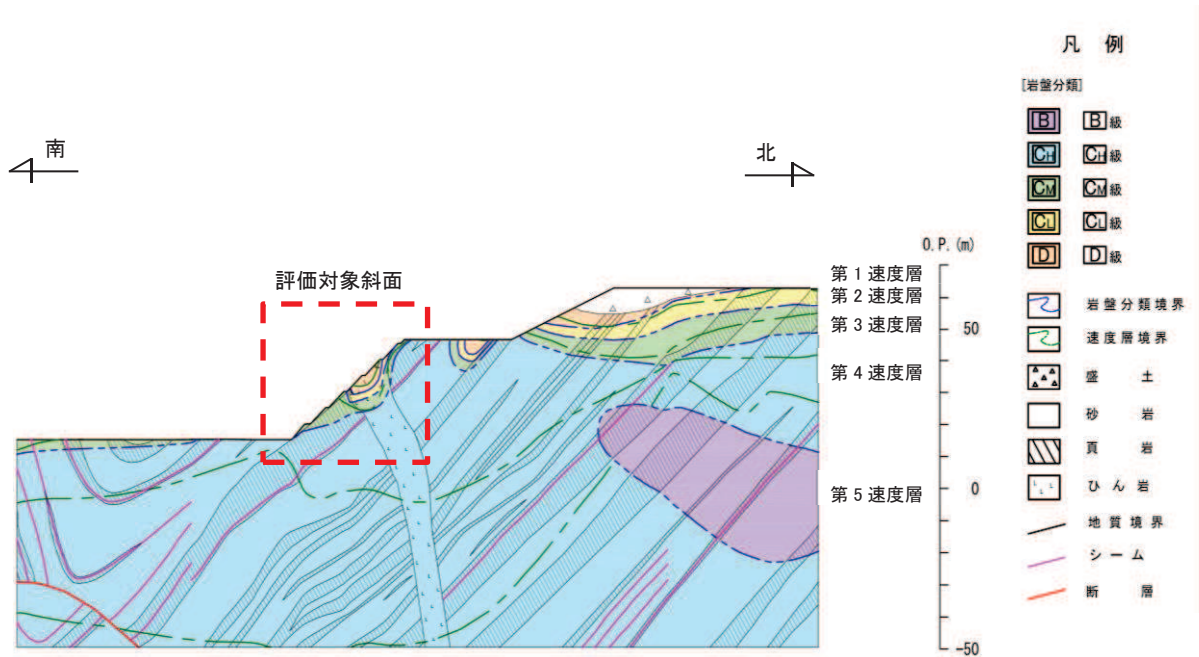 南
北
評価対象斜面
第1速度層
第2速度層
第3速度層
第4速度層
第5速度層
O.P.(m)
50
0
-50
凡 例
[岩盤分類]
B B級
CH CH級
CM CM級
CL CL級
D D級
岩盤分類境界
速度層境界
盛 土
砂 岩
頁 岩
ひん岩
地質境界
シーム
断 層